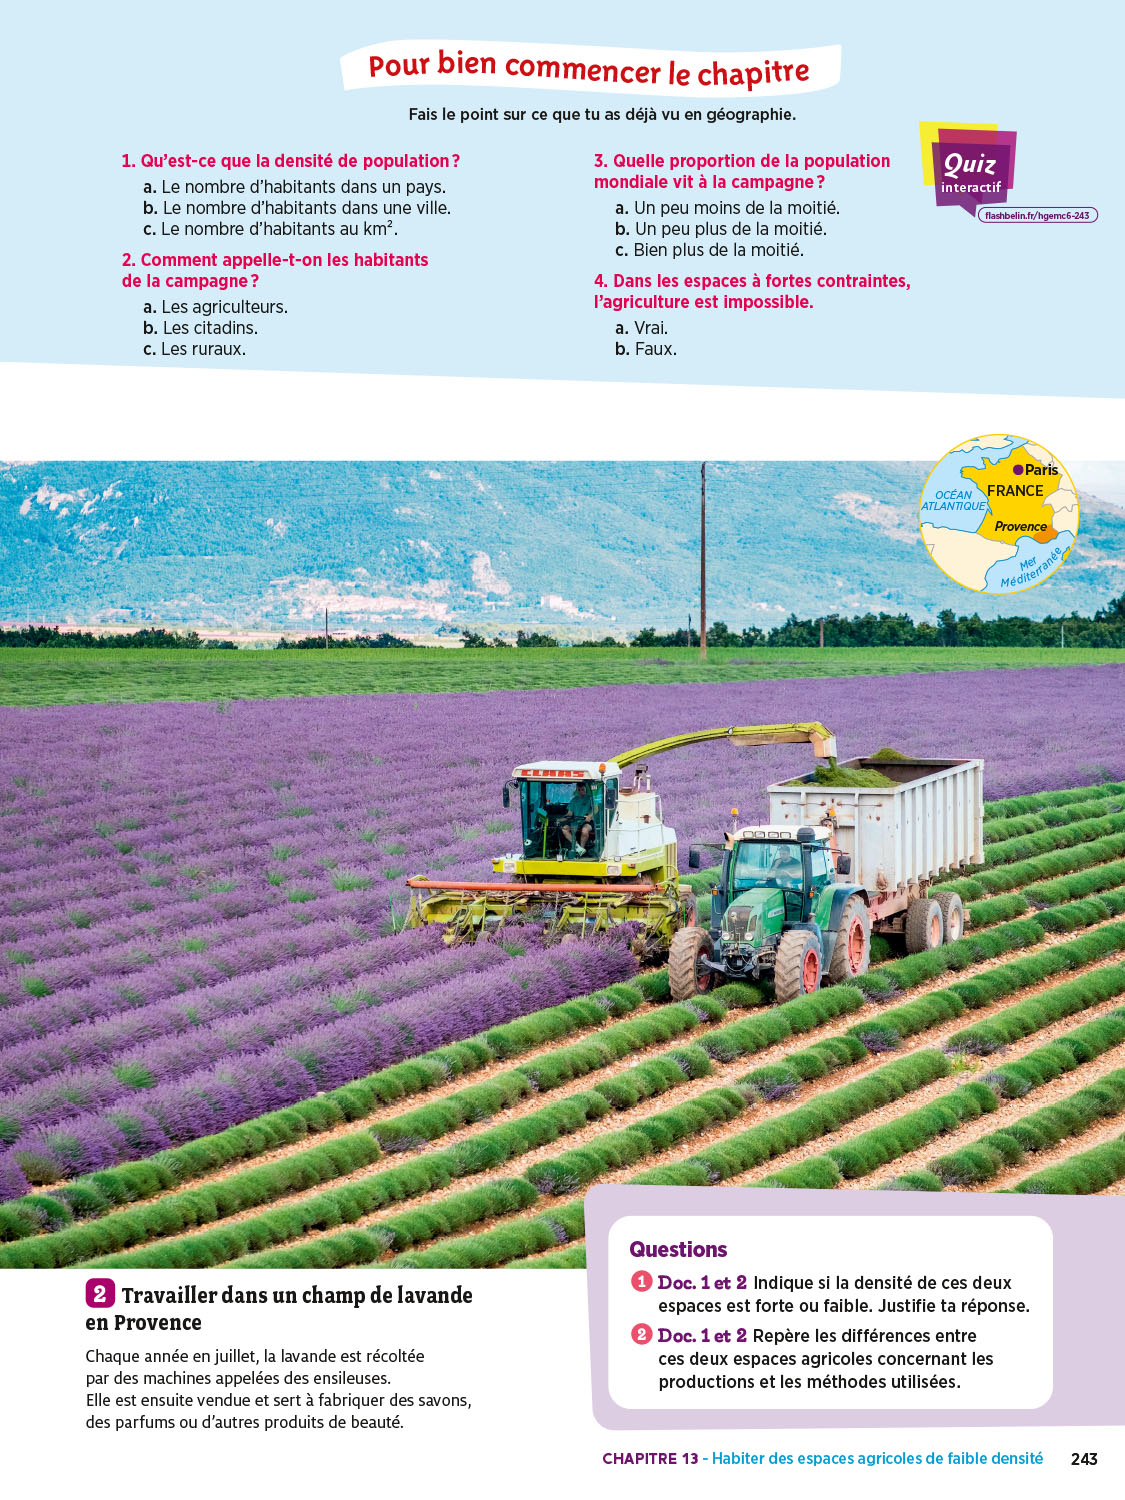 Pour bien commencer le chapitre
Fais le point sur ce que tu as déjà vu en géographie.
1. Qu’est-ce que la densité de population ?
a. Le nombre d’habitants dans un pays.
b. Le nombre d’habitants dans une ville.
c. Le nombre d’habitants au km².
2. Comment appelle-t-on les habitants
de la campagne ?
a. Les agriculteurs.
b. Les citadins.
c. Les ruraux.
3. Quelle proportion de la population
mondiale vit à la campagne ?
a. Un peu moins de la moitié.
b. Un peu plus de la moitié.
c. Bien plus de la moitié.
4. Dans les espaces à fortes contraintes,
l’agriculture est impossible.
a. Vrai.
b. Faux.
Quiz
interactif
flashbelin.fr/hgemc6-243
Paris
FRANCE
OCÉAN
ATLANTIQUE
Provence
Mer
Méditerranée
CLAAS
2 Travailler dans un champ de lavande
en Provence
Chaque année en juillet, la lavande est récoltée
par des machines appelées des ensileuses.
Elle est ensuite vendue et sert à fabriquer des savons,
des parfums ou d’autres produits de beauté.
Questions
1 Doc. 1 et 2 Indique si la densité de ces deux
espaces est forte ou faible. Justifie ta réponse.
2 Doc. 1 et 2 Repère les différences entre
ces deux espaces agricoles concernant les
productions et les méthodes utilisées.
CHAPITRE 13 - Habiter des espaces agricoles de faible densité 243